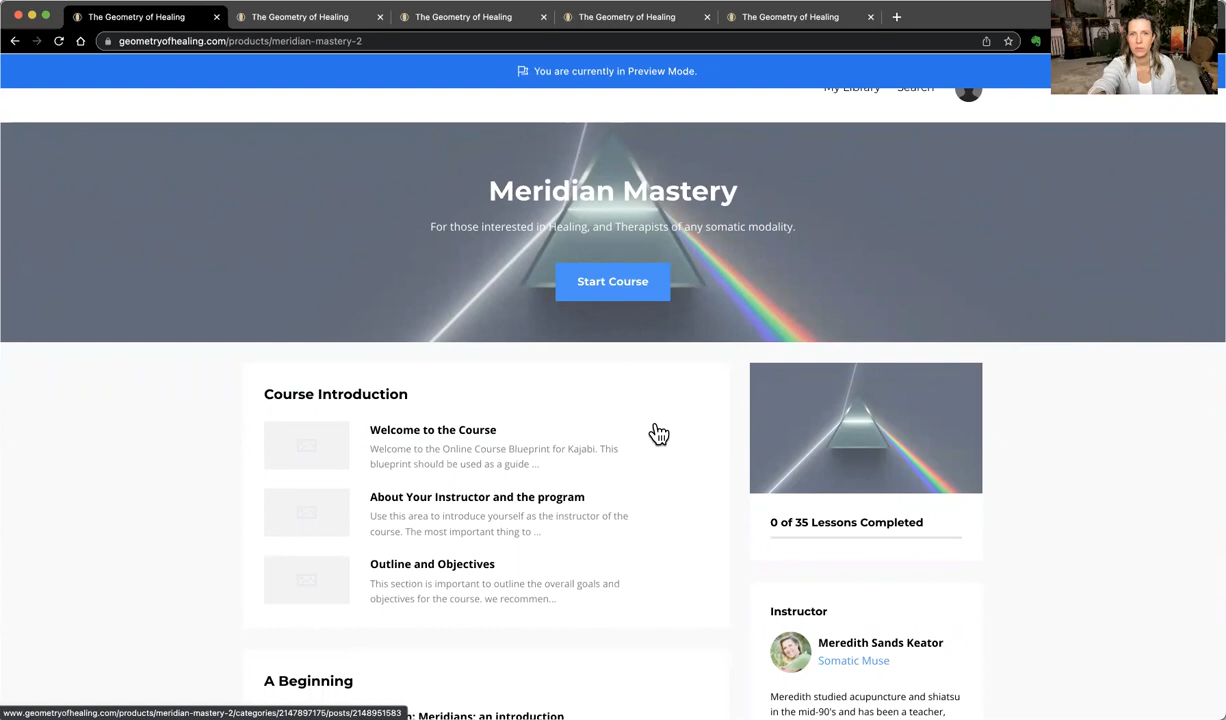 The Geometry of Healing
The Geometry of Healing
The Geometry of Healing
The Geometry of Healing
The Geometry of Healing
geometryofhealing.com/products/meridian-mastery-2
You are currently in Preview Mode.
My Library Search
Meridian Mastery
For those interested in Healing, and Therapists of any somatic modality.
Start Course
Course Introduction
Welcome to the Course
Welcome to the Online Course Blueprint for Kajabi. This
blueprint should be used as a guide ...
About Your Instructor and the program
Use this area to introduce yourself as the instructor of the
course. The most important thing to ...
Outline and Objectives
This section is important to outline the overall goals and
objectives for the course. we recommen...
0 of 35 Lessons Completed
Instructor
Meredith Sands Keator
Somatic Muse
Meredith studied acupuncture and shiatsu
in the mid-90's and has been a teacher,
A Beginning
: Meridians: an introduction
www.geometryofhealing.com/products/meridian-mastery-2/categories/2147897175/posts/2148951583